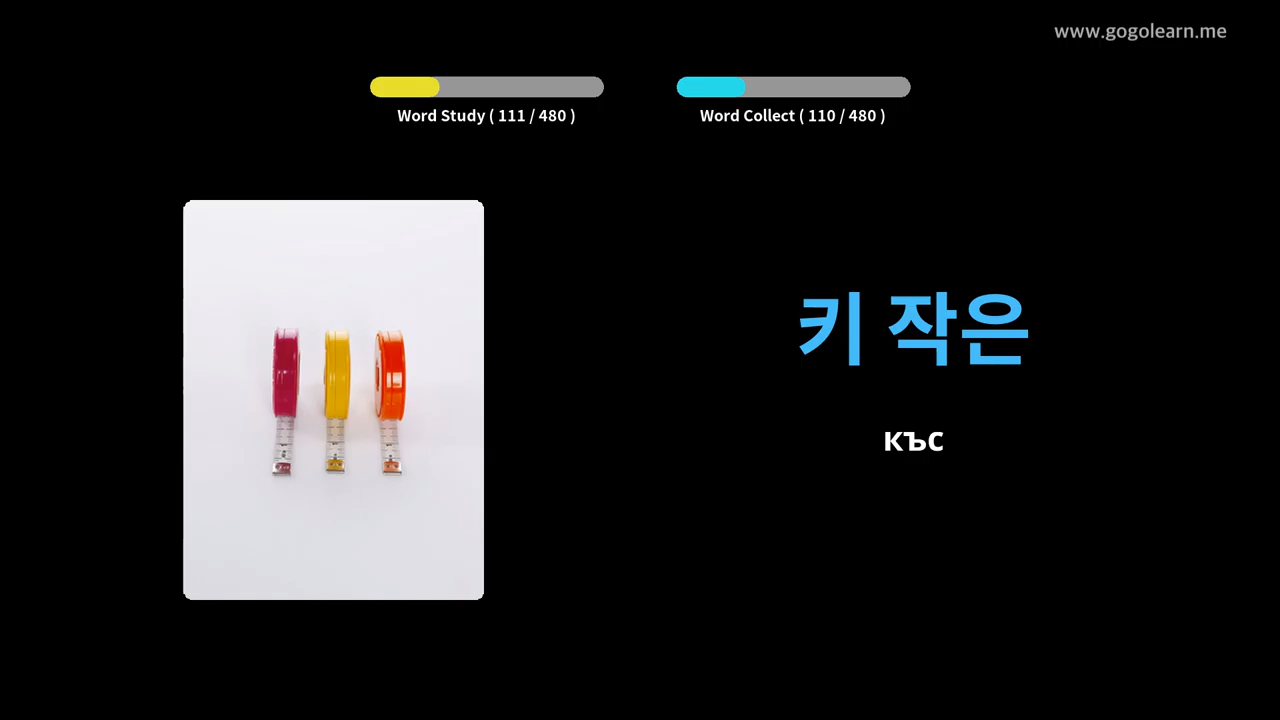 www.gogolearn.me
Word Study ( 111 / 480 )
Word Collect ( 110 / 480 )
키 작은
къс